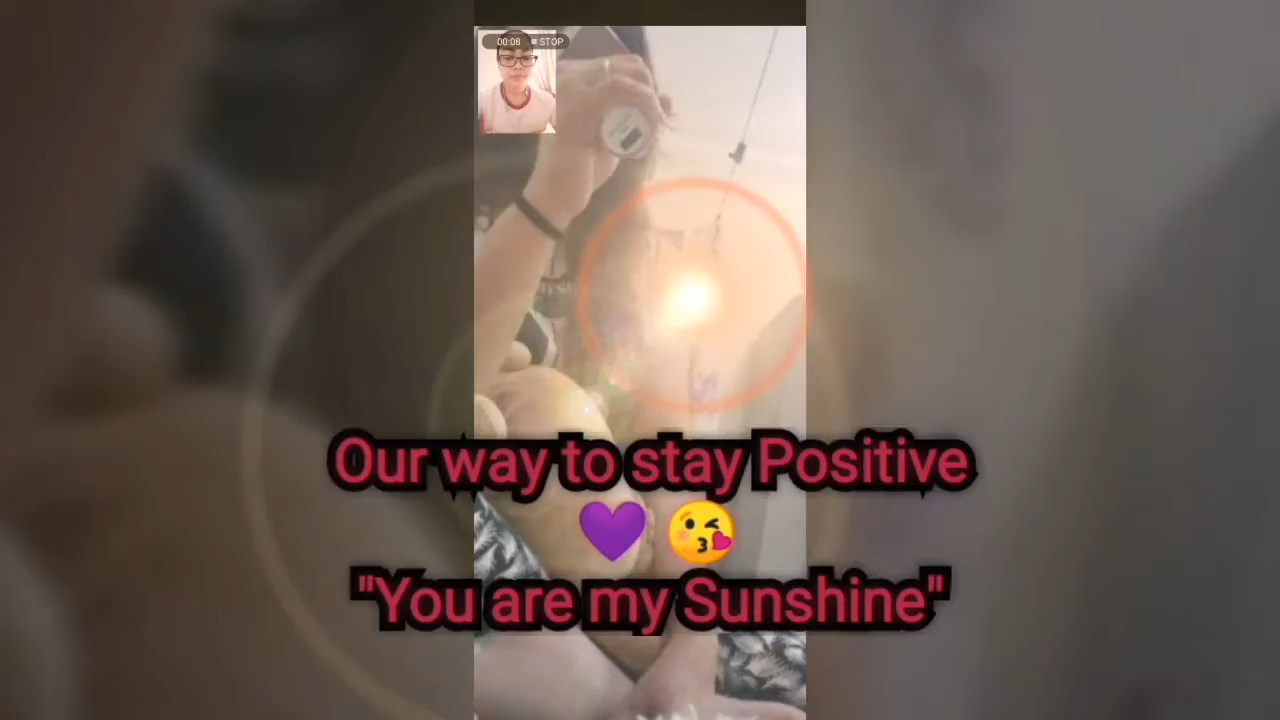 00:08 STOP
Our way to stay Positive
💜 😘
"You are my Sunshine"